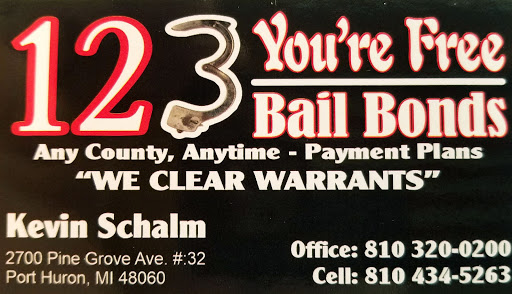 123 You're Free
Bail Bonds
Any County, Anytime - Payment Plans
"WE CLEAR WARRANTS"
Kevin Schalm
2700 Pine Grove Ave. #:32
Port Huron, MI 48060
Office: 810 320-0200
Cell: 810 434-5263